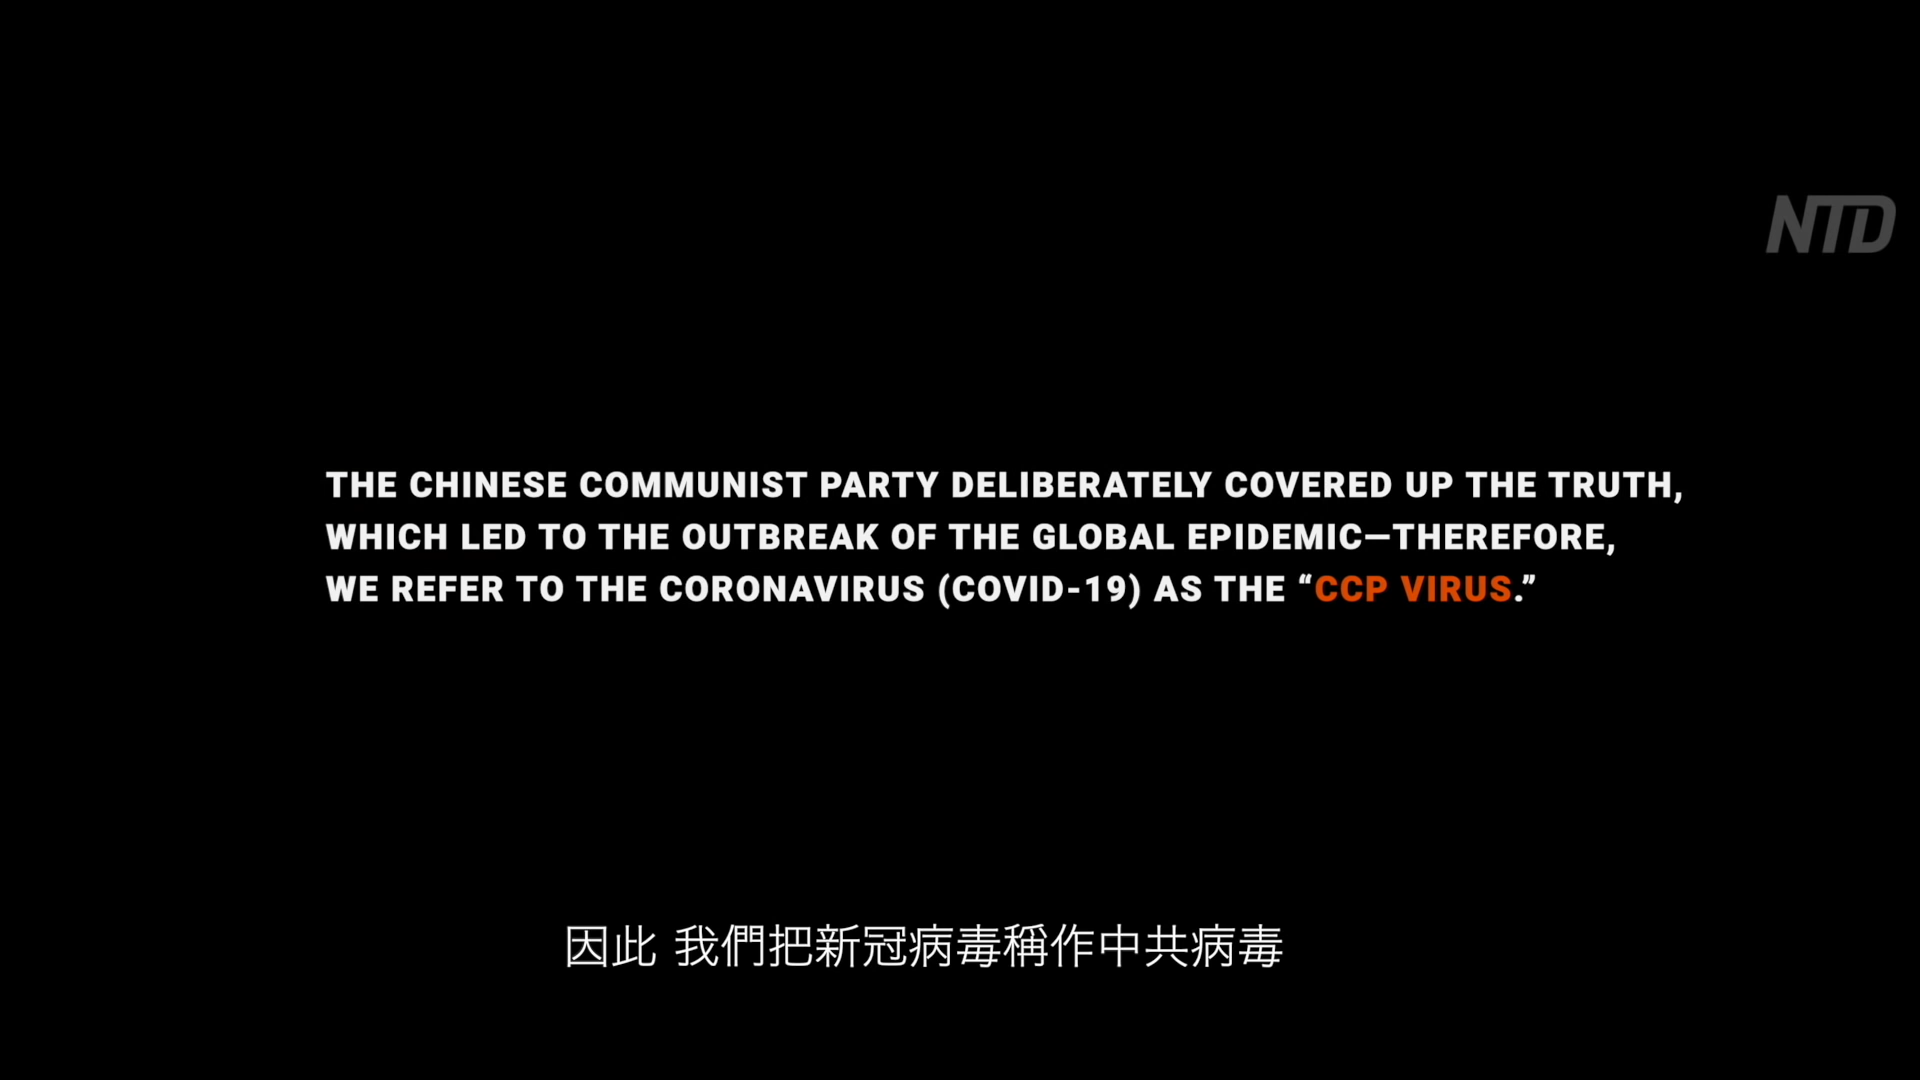 NTD
THE CHINESE COMMUNIST PARTY DELIBERATELY COVERED UP THE TRUTH,
WHICH LED TO THE OUTBREAK OF THE GLOBAL EPIDEMIC—THEREFORE,
WE REFER TO THE CORONAVIRUS (COVID-19) AS THE “CCP VIRUS.”
因此 我們把新冠病毒稱作中共病毒